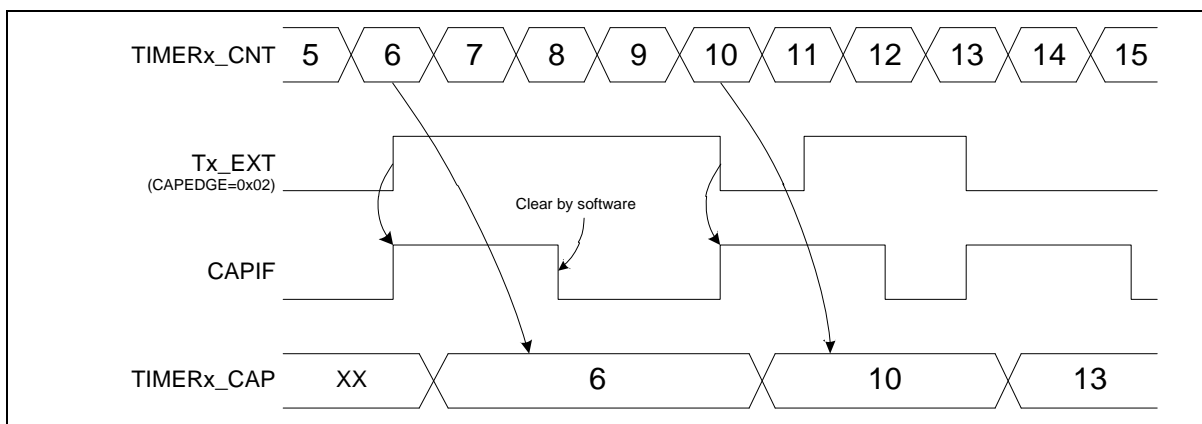 TIMERx_CNT 5 6 7 8 9 10 11 12 13 14 15
Tx_EXT
(CAPEDGE=0x02)
Clear by software
CAPIF
TIMERx_CAP XX 6 10 13